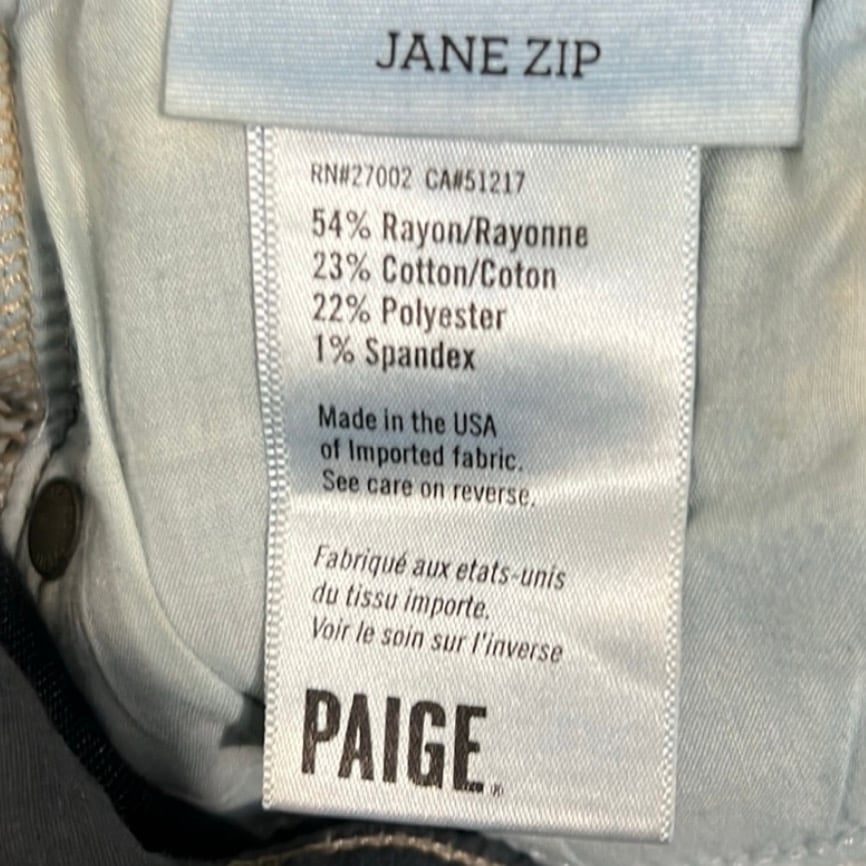 JANE ZIP
RN#27002 CA#51217
54% Rayon/Rayonne
23% Cotton/Coton
22% Polyester
1% Spandex
Made in the USA
of Imported fabric.
See care on reverse.
Fabriqué aux etats-unis
du tissu importe.
Voir le soin sur l'inverse
PAIGE®